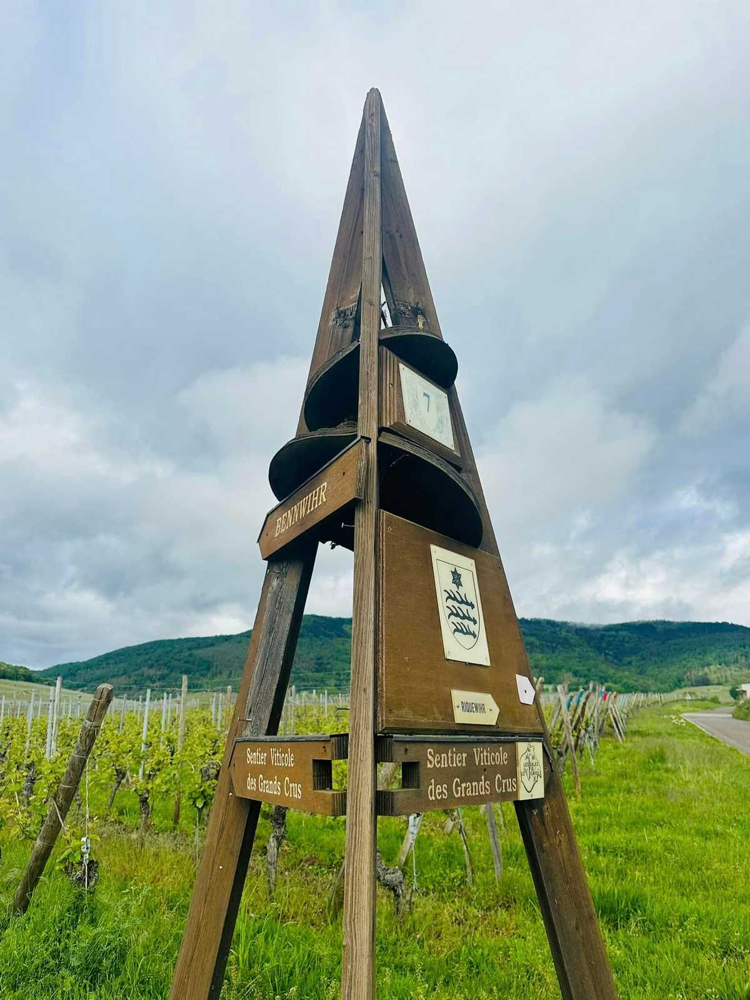 7
BENNWIHR
RIQUEWIHR
Sentier Viticole
des Grands Crus
Sentier Viticole
des Grands Crus